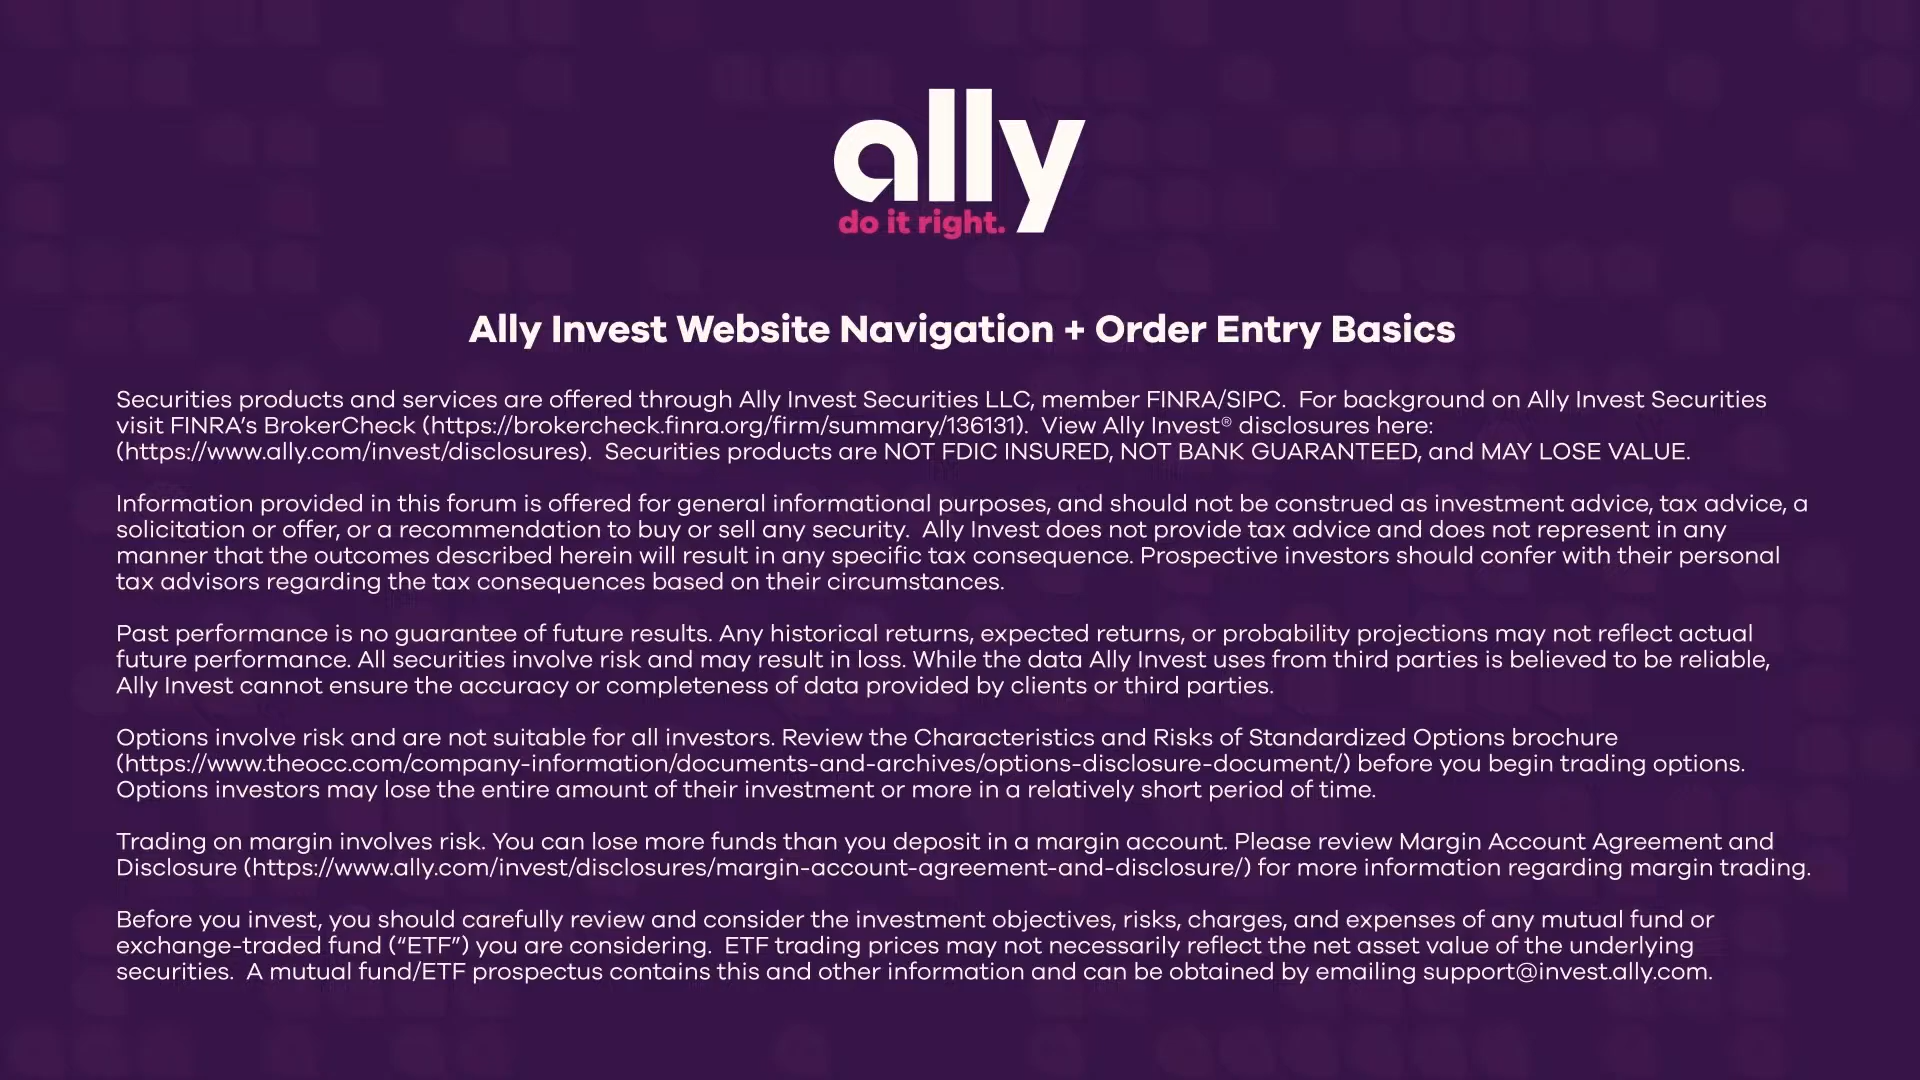 ally
do it right.
Ally Invest Website Navigation + Order Entry Basics
Securities products and services are offered through Ally Invest Securities LLC, member FINRA/SIPC.  For background on Ally Invest Securities
visit FINRA’s BrokerCheck (https://brokercheck.finra.org/firm/summary/136131).  View Ally Invest® disclosures here:
(https://www.ally.com/invest/disclosures).  Securities products are NOT FDIC INSURED, NOT BANK GUARANTEED, and MAY LOSE VALUE.
Information provided in this forum is offered for general informational purposes, and should not be construed as investment advice, tax advice, a
solicitation or offer, or a recommendation to buy or sell any security.  Ally Invest does not provide tax advice and does not represent in any
manner that the outcomes described herein will result in any specific tax consequence. Prospective investors should confer with their personal
tax advisors regarding the tax consequences based on their circumstances.
Past performance is no guarantee of future results. Any historical returns, expected returns, or probability projections may not reflect actual
future performance. All securities involve risk and may result in loss. While the data Ally Invest uses from third parties is believed to be reliable,
Ally Invest cannot ensure the accuracy or completeness of data provided by clients or third parties.
Options involve risk and are not suitable for all investors. Review the Characteristics and Risks of Standardized Options brochure
(https://www.theocc.com/company-information/documents-and-archives/options-disclosure-document/) before you begin trading options.
Options investors may lose the entire amount of their investment or more in a relatively short period of time.
Trading on margin involves risk. You can lose more funds than you deposit in a margin account. Please review Margin Account Agreement and
Disclosure (https://www.ally.com/invest/disclosures/margin-account-agreement-and-disclosure/) for more information regarding margin trading.
Before you invest, you should carefully review and consider the investment objectives, risks, charges, and expenses of any mutual fund or
exchange-traded fund (“ETF”) you are considering.  ETF trading prices may not necessarily reflect the net asset value of the underlying
securities.  A mutual fund/ETF prospectus contains this and other information and can be obtained by emailing support@invest.ally.com.